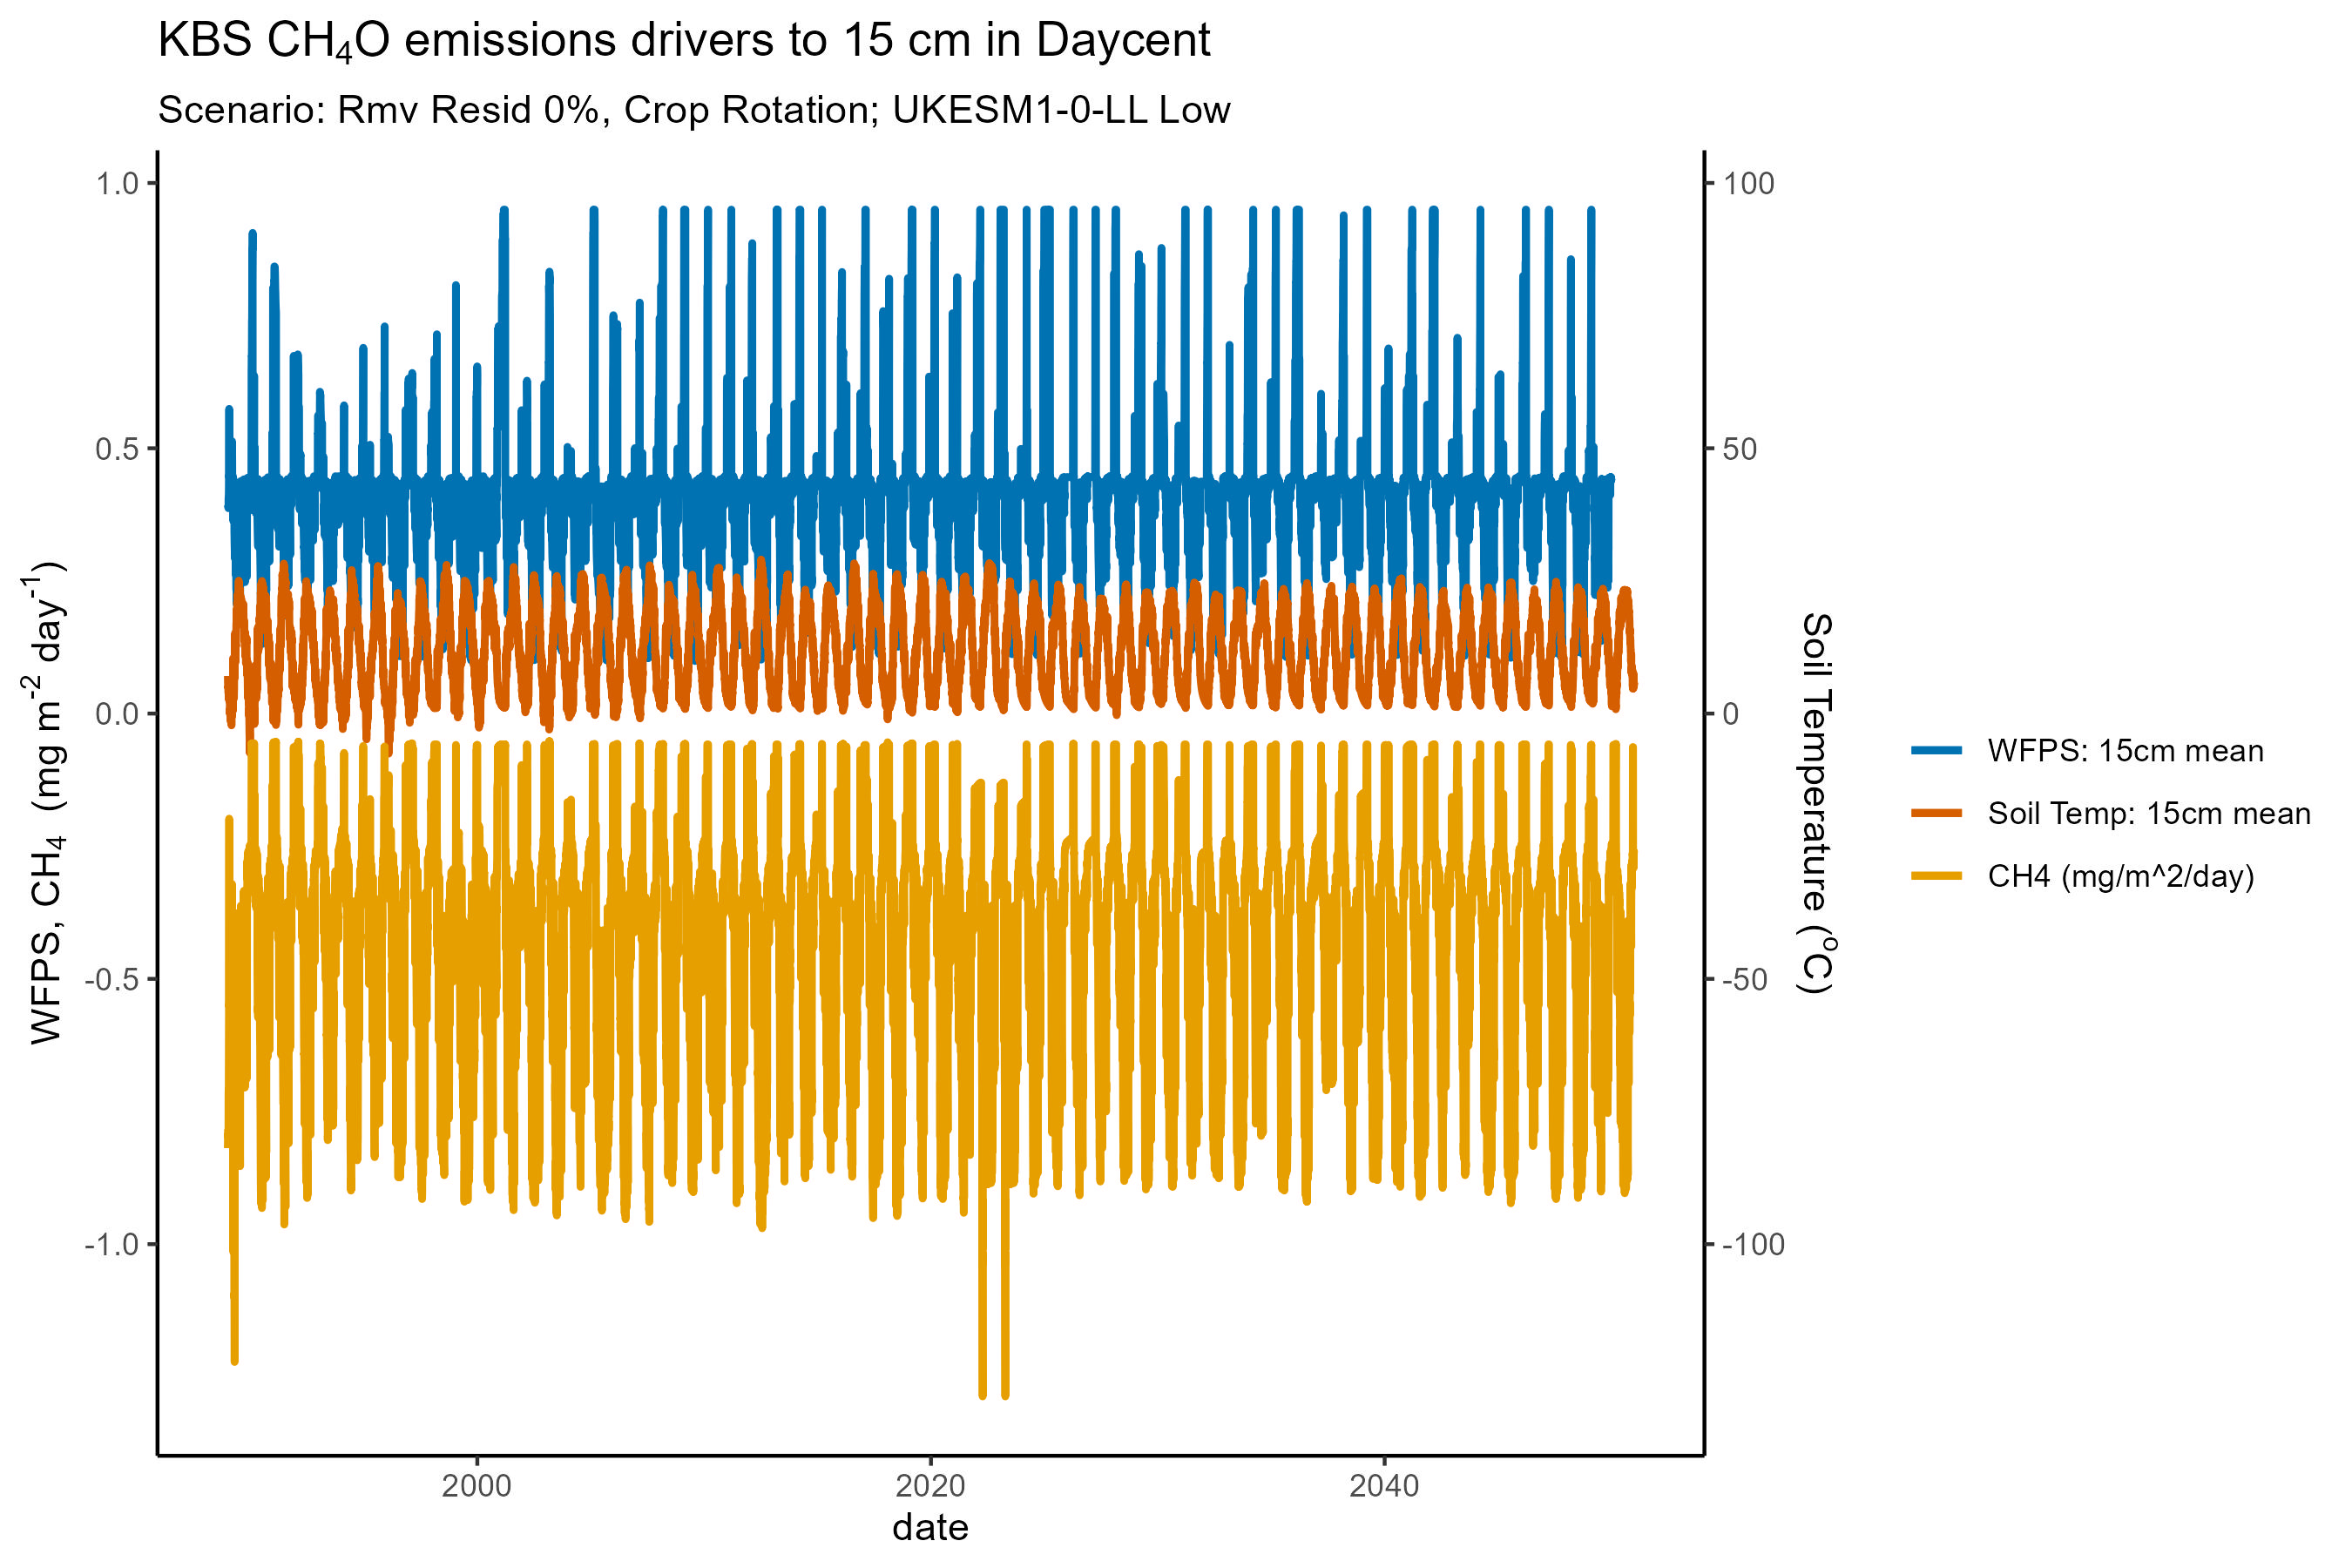 KBS CH₄O emissions drivers to 15 cm in Daycent
Scenario: Rmv Resid 0%, Crop Rotation; UKESM1-0-LL Low
WFPS, CH₄ (mg m⁻² day⁻¹)
1.0
0.5
0.0
-0.5
-1.0
2000
2020
2040
date
100
50
0
-50
-100
Soil Temperature (ᵒC)
WFPS: 15cm mean
Soil Temp: 15cm mean
CH4 (mg/m^2/day)